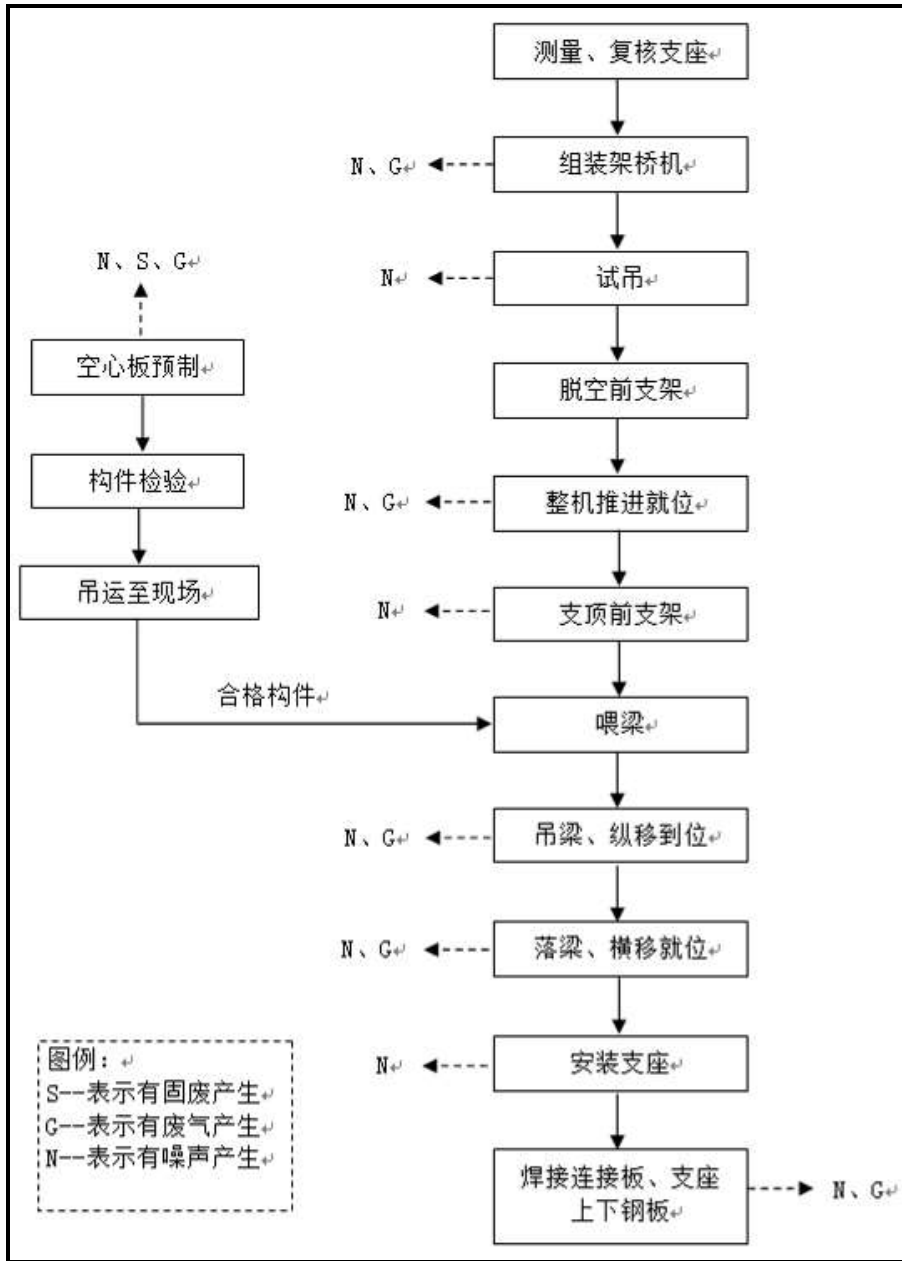 测量、复核支座
N、G
组装架桥机
N、S、G
N
试吊
空心板预制
脱空前支架
构件检验
N、G
整机推进就位
吊运至现场
N
支顶前支架
合格构件
喂梁
N、G
吊梁、纵移到位
N、G
落梁、横移就位
图例：
S--表示有固废产生
G--表示有废气产生
N--表示有噪声产生
N
安装支座
焊接连接板、支座
上下钢板
N、G